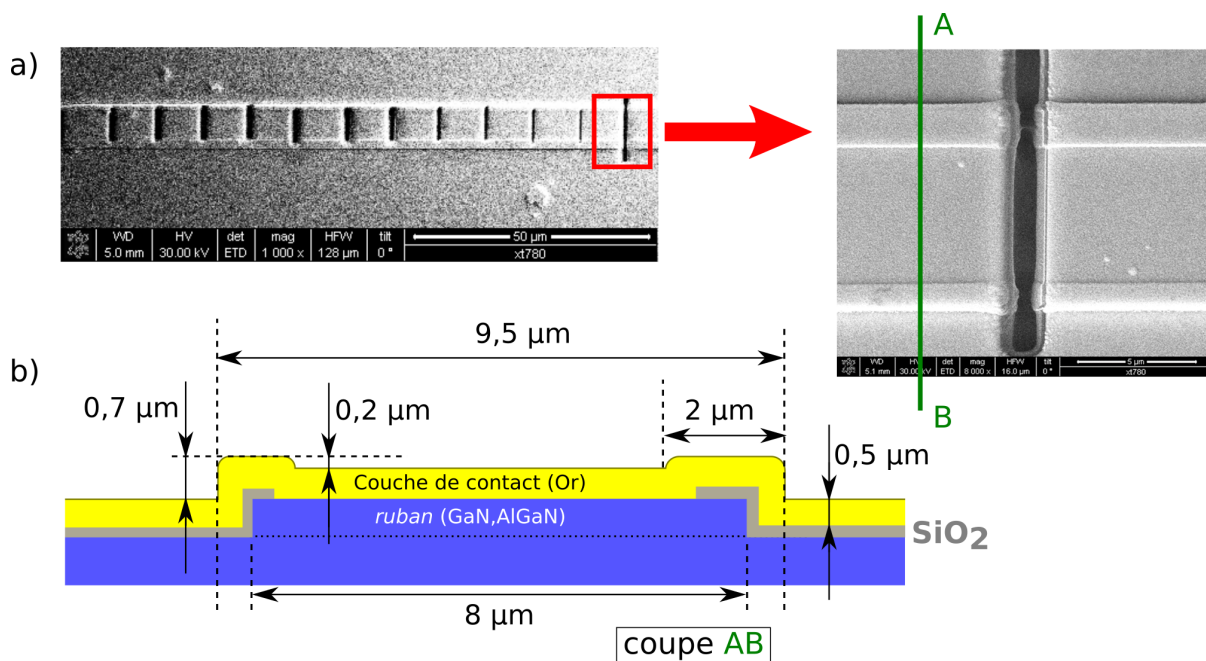 a)
WD HV det mag HFW tilt 50 µm
5.0 mm 30.00 kV ETD 1 000 x 128 µm 0° xt780
A
WD HV det mag HFW tilt 5 µm
5.1 mm 30.00 kV ETD 8 000 x 16.0 µm 0° xt780
B
b)
9,5 µm
0,7 µm
0,2 µm
2 µm
0,5 µm
Couche de contact (Or)
ruban (GaN,AlGaN)
SiO2
8 µm
coupe AB